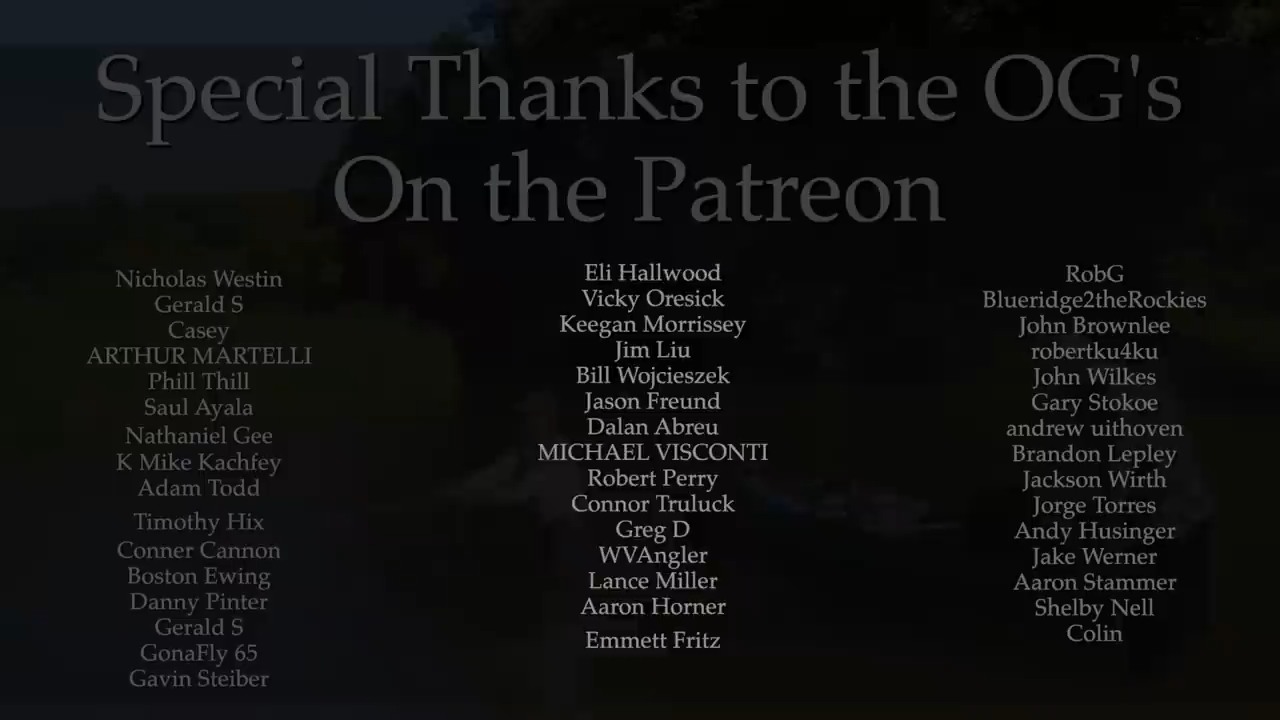 Special Thanks to the OG's
On the Patreon
Nicholas Westin
Gerald S
Casey
ARTHUR MARTELLI
Phill Thill
Saul Ayala
Nathaniel Gee
K Mike Kachfey
Adam Todd
Timothy Hix
Conner Cannon
Boston Ewing
Danny Pinter
Gerald S
GonaFly 65
Gavin Steiber
Eli Hallwood
Vicky Oresick
Keegan Morrissey
Jim Liu
Bill Wojcieszek
Jason Freund
Dalan Abreu
MICHAEL VISCONTI
Robert Perry
Connor Truluck
Greg D
WVAngler
Lance Miller
Aaron Horner
Emmett Fritz
RobG
Blueridge2theRockies
John Brownlee
robertku4ku
John Wilkes
Gary Stokoe
andrew uithoven
Brandon Lepley
Jackson Wirth
Jorge Torres
Andy Husinger
Jake Werner
Aaron Stammer
Shelby Nell
Colin